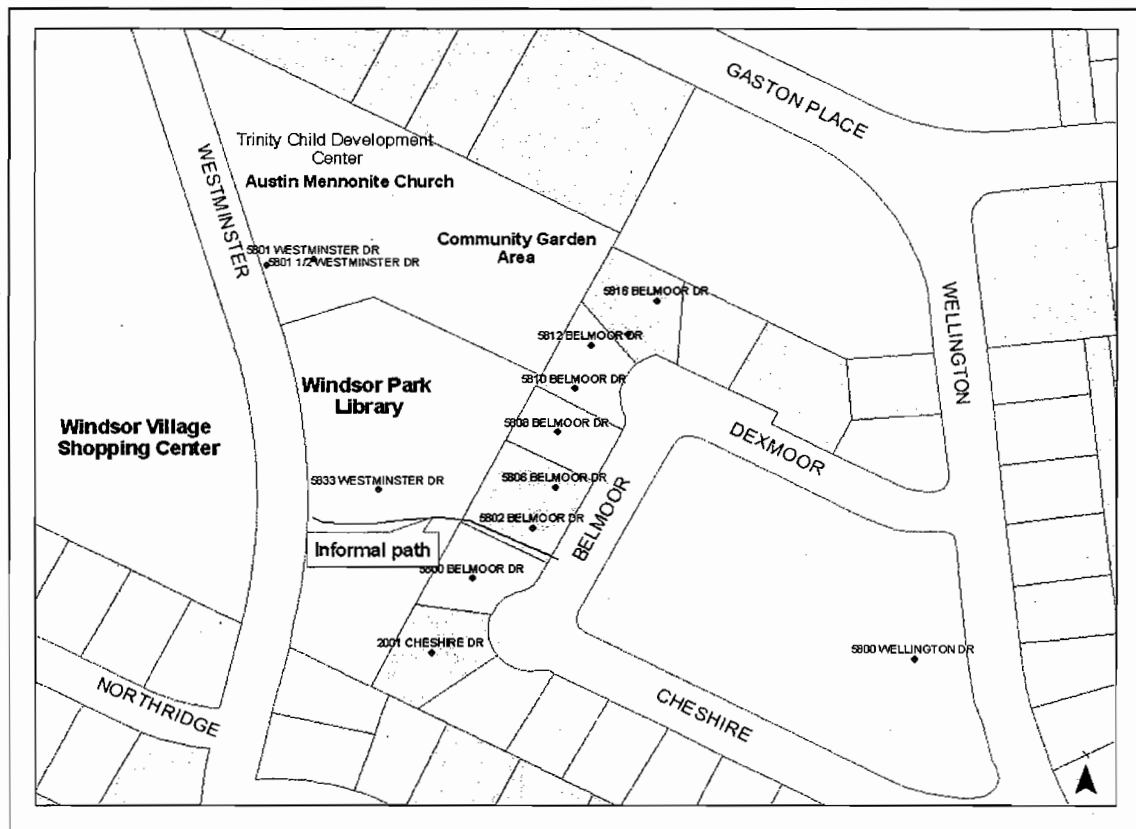 GASTON PLACE
Trinity Child Development
Center
Austin Mennonite Church
WESTMINSTER
Community Garden
Area
5801 WESTMINSTER DR
5801 1/2 WESTMINSTER DR
5816 BELMOOR DR
WELLINGTON
5812 BELMOOR DR
5810 BELMOOR DR
Windsor Park
Library
5808 BELMOOR DR
Windsor Village
Shopping Center
DEXMOOR
5833 WESTMINSTER DR
5806 BELMOOR DR
BELMOOR
5802 BELMOOR DR
Informal path
5800 BELMOOR DR
2001 CHESHIRE DR
5800 WELLINGTON DR
NORTHRIDGE
CHESHIRE